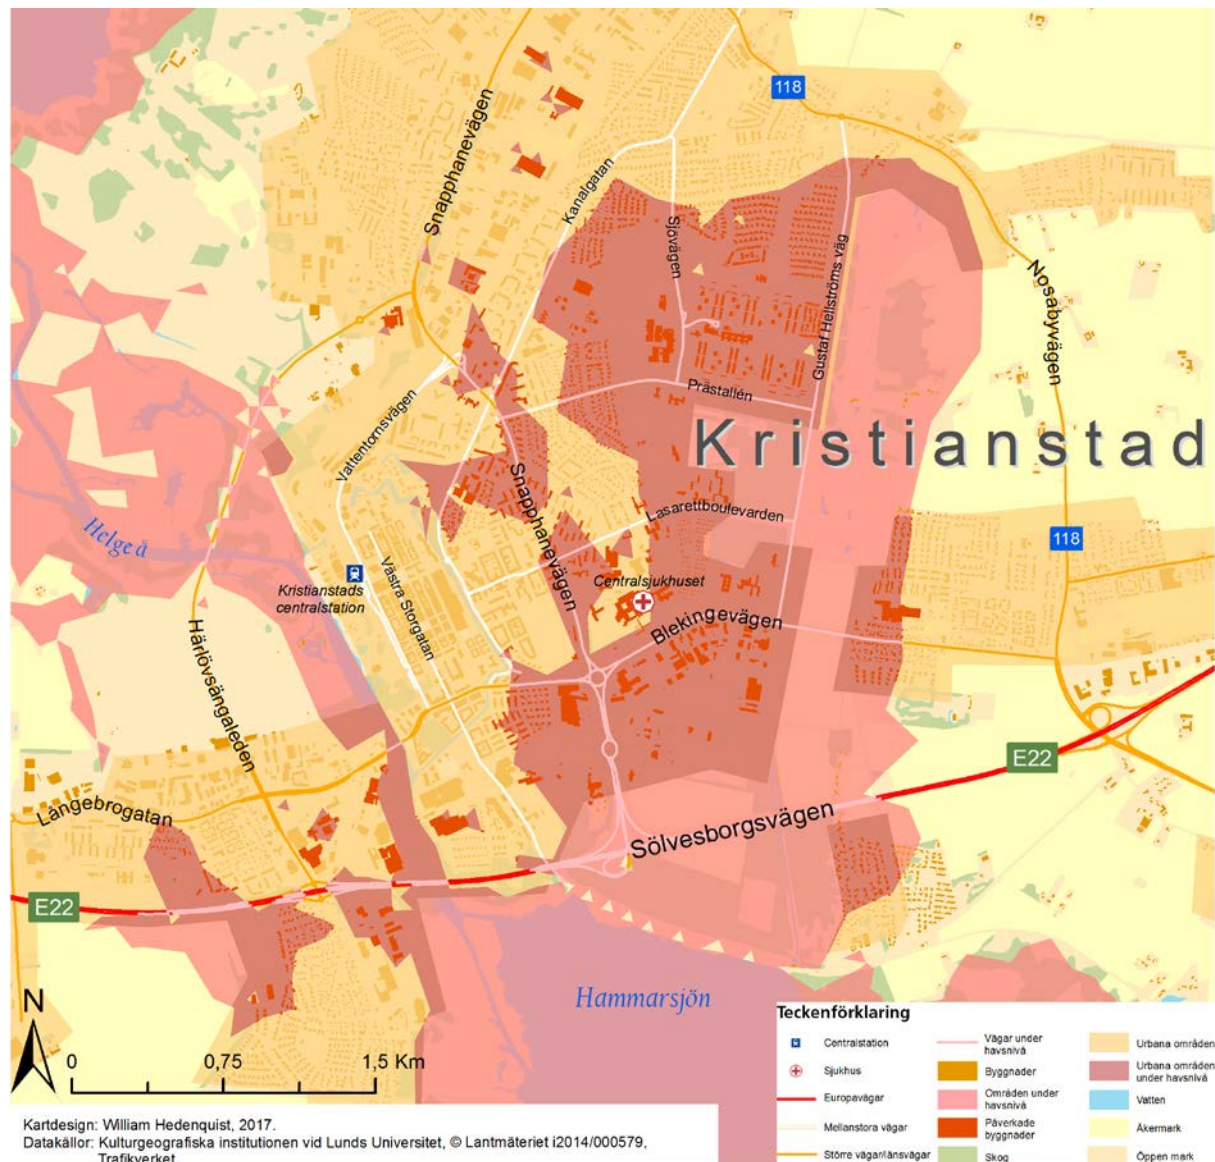 118
Snapphanevägen
Kanalgatan
Sjövägen
Gustaf Hellströms väg
Nosabyvägen
Prästallén
Vattentornsvägen
Kristianstad
Snapphanevägen
Lasarettboulevarden
118
Helge å
Kristianstads
centralstation
Västra Storgatan
Centralsjukhuset
Blekingevägen
Härlövsängaleden
E22
Långebrogatan
Sölvesborgsvägen
E22
Hammarsjön
N
0 0,75 1,5 Km
Teckenförklaring
Centralstation
Sjukhus
Europavägar
Mellanstora vägar
Större vägar/länsvägar
Vägar under
havsnivå
Byggnader
Områden under
havsnivå
Påverkade
byggnader
Skog
Urbana områden
Urbana områden
under havsnivå
Vatten
Åkermark
Öppen mark
Kartdesign: William Hedenquist, 2017.
Datakällor: Kulturgeografiska institutionen vid Lunds Universitet, © Lantmäteriet i2014/000579,
Trafikverket